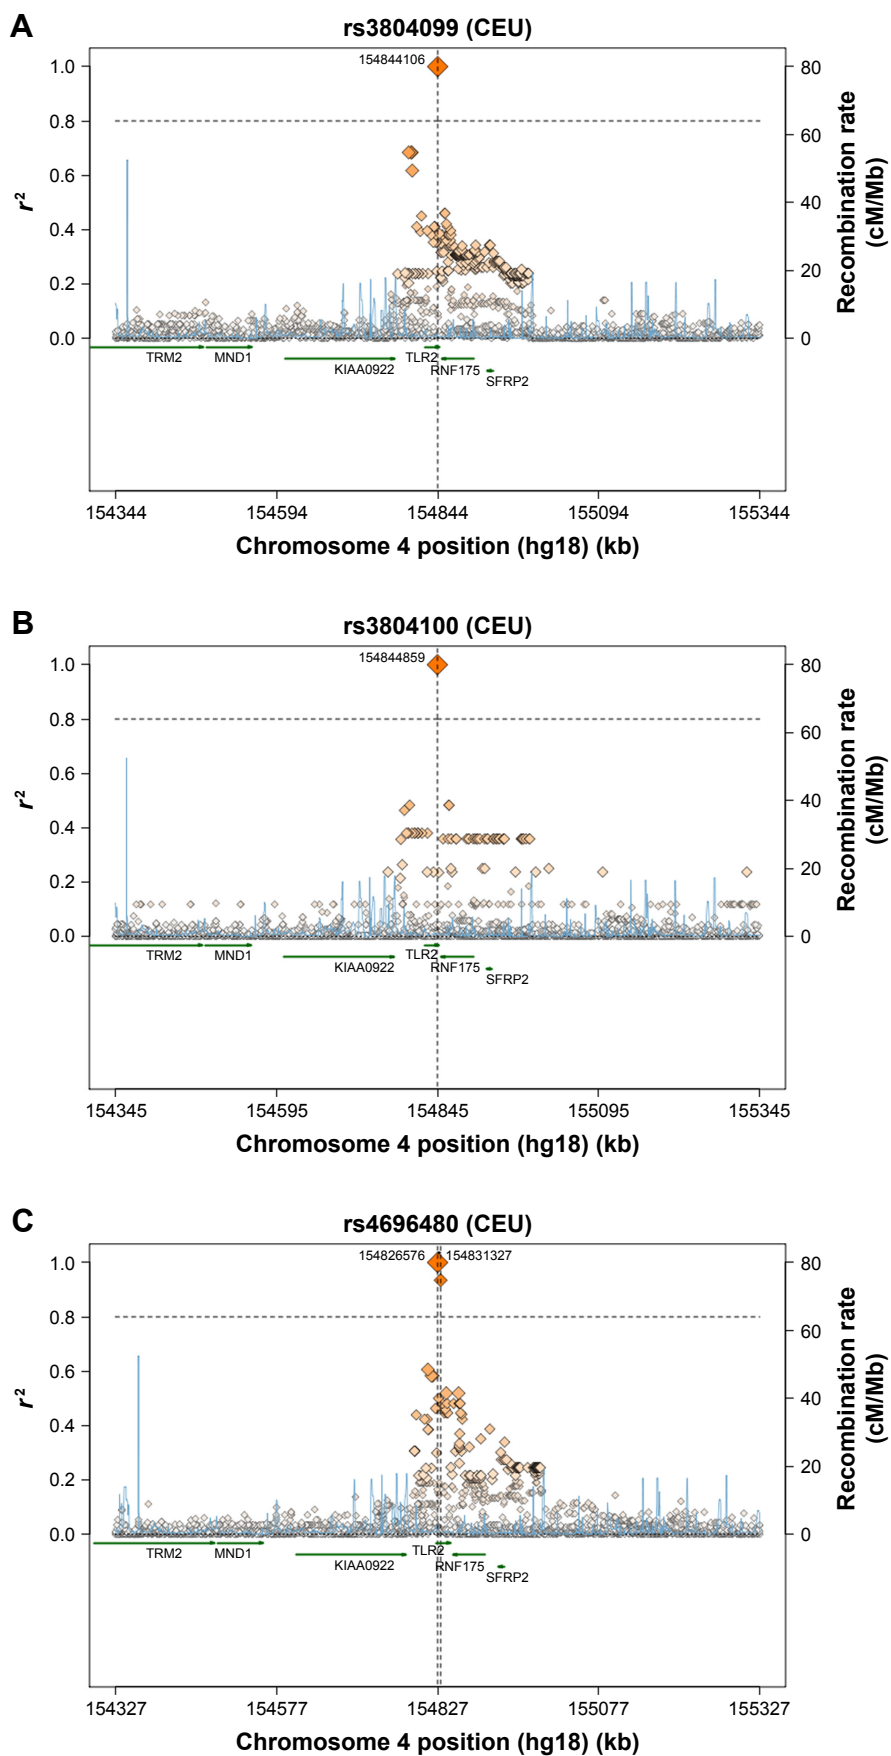 A
rs3804099 (CEU)
154844106
1.0
0.8
0.6
0.4
0.2
0.0
r²
80
60
40
20
0
Recombination rate
(cM/Mb)
TRM2
MND1
KIAA0922
TLR2
RNF175
SFRP2
154344
154594
154844
155094
155344
Chromosome 4 position (hg18) (kb)
B
rs3804100 (CEU)
154844859
1.0
0.8
0.6
0.4
0.2
0.0
r²
80
60
40
20
0
Recombination rate
(cM/Mb)
TRM2
MND1
KIAA0922
TLR2
RNF175
SFRP2
154345
154595
154845
155095
155345
Chromosome 4 position (hg18) (kb)
C
rs4696480 (CEU)
154826576
154831327
1.0
0.8
0.6
0.4
0.2
0.0
r²
80
60
40
20
0
Recombination rate
(cM/Mb)
TRM2
MND1
KIAA0922
TLR2
RNF175
SFRP2
154327
154577
154827
155077
155327
Chromosome 4 position (hg18) (kb)